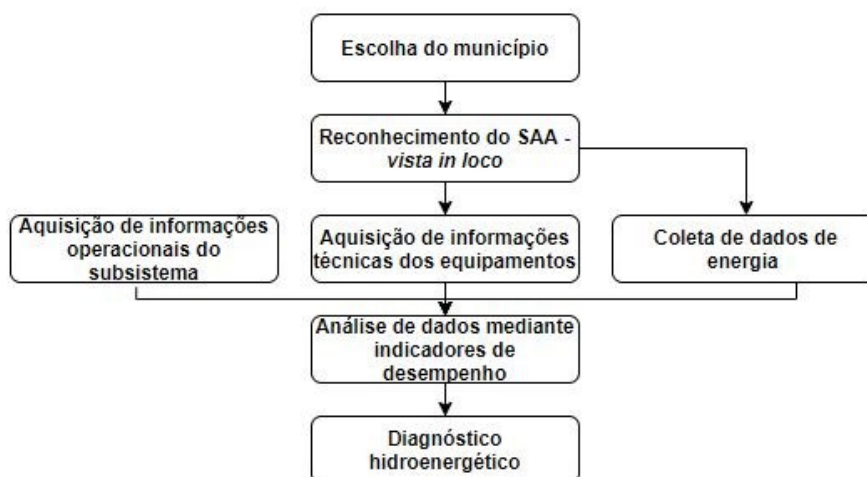 Escolha do município
Reconhecimento do SAA -
vista in loco
Aquisição de informações
operacionais do
subsistema
Aquisição de informações
técnicas dos equipamentos
Coleta de dados de
energia
Análise de dados mediante
indicadores de
desempenho
Diagnóstico
hidroenergético